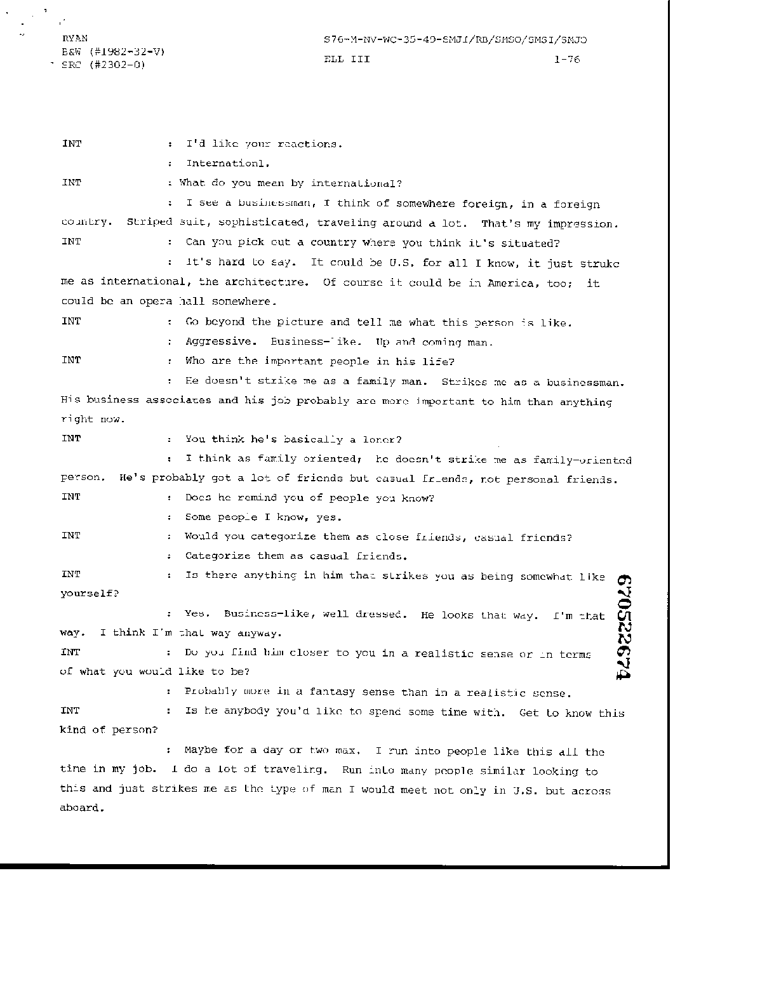 RYAN
S76-M-NV-WC-35-49-SMJI/RB/SMSO/SMSI/SMJO
B&W (#1982-32-V)
ELL III 1-76
SRC (#2302-0)
INT : I'd like your reactions.
: Internationl.
INT : What do you mean by international?
: I see a businessman, I think of somewhere foreign, in a foreign
country. Striped suit, sophisticated, traveling around a lot. That's my impression.
INT : Can you pick out a country where you think it's situated?
: It's hard to say. It could be U.S. for all I know, it just struke
me as international, the architecture. Of course it could be in America, too; it
could be an opera hall somewhere.
INT : Go beyond the picture and tell me what this person is like.
: Aggressive. Business-like. Up and coming man.
INT : Who are the important people in his life?
: He doesn't strike me as a family man. Strikes me as a businessman.
His business associates and his job probably are more important to him than anything
right now.
INT : You think he's basically a loner?
: I think as family oriented; he doesn't strike me as family-oriented
person. He's probably got a lot of friends but casual friends, not personal friends.
INT : Does he remind you of people you know?
: Some people I know, yes.
INT : Would you categorize them as close friends, casual friends?
: Categorize them as casual friends.
INT : Is there anything in him that strikes you as being somewhat like
yourself?
: Yes. Business-like, well dressed. He looks that way. I'm that
way. I think I'm that way anyway.
INT : Do you find him closer to you in a realistic sense or in terms
of what you would like to be?
: Probably more in a fantasy sense than in a realistic sense.
INT : Is he anybody you'd like to spend some time with. Get to know this
kind of person?
: Maybe for a day or two max. I run into people like this all the
time in my job. I do a lot of traveling. Run into many people similar looking to
this and just strikes me as the type of man I would meet not only in U.S. but across
aboard.
670522674